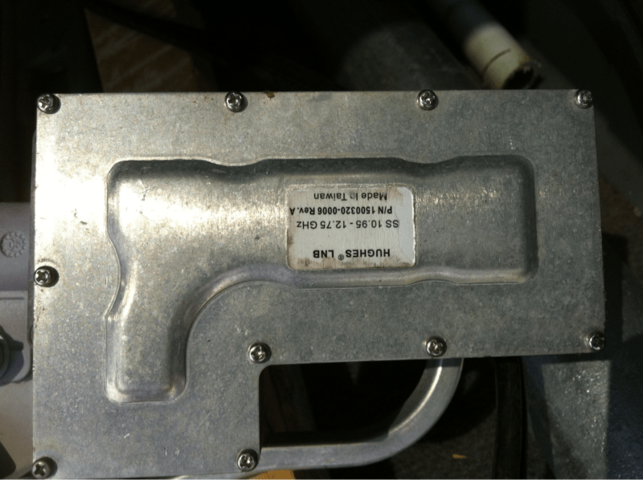 HUGHES® LNB
SS 10.95 - 12.75 GHz
P/N 1500320-0006 Rev. A
Made in Taiwan